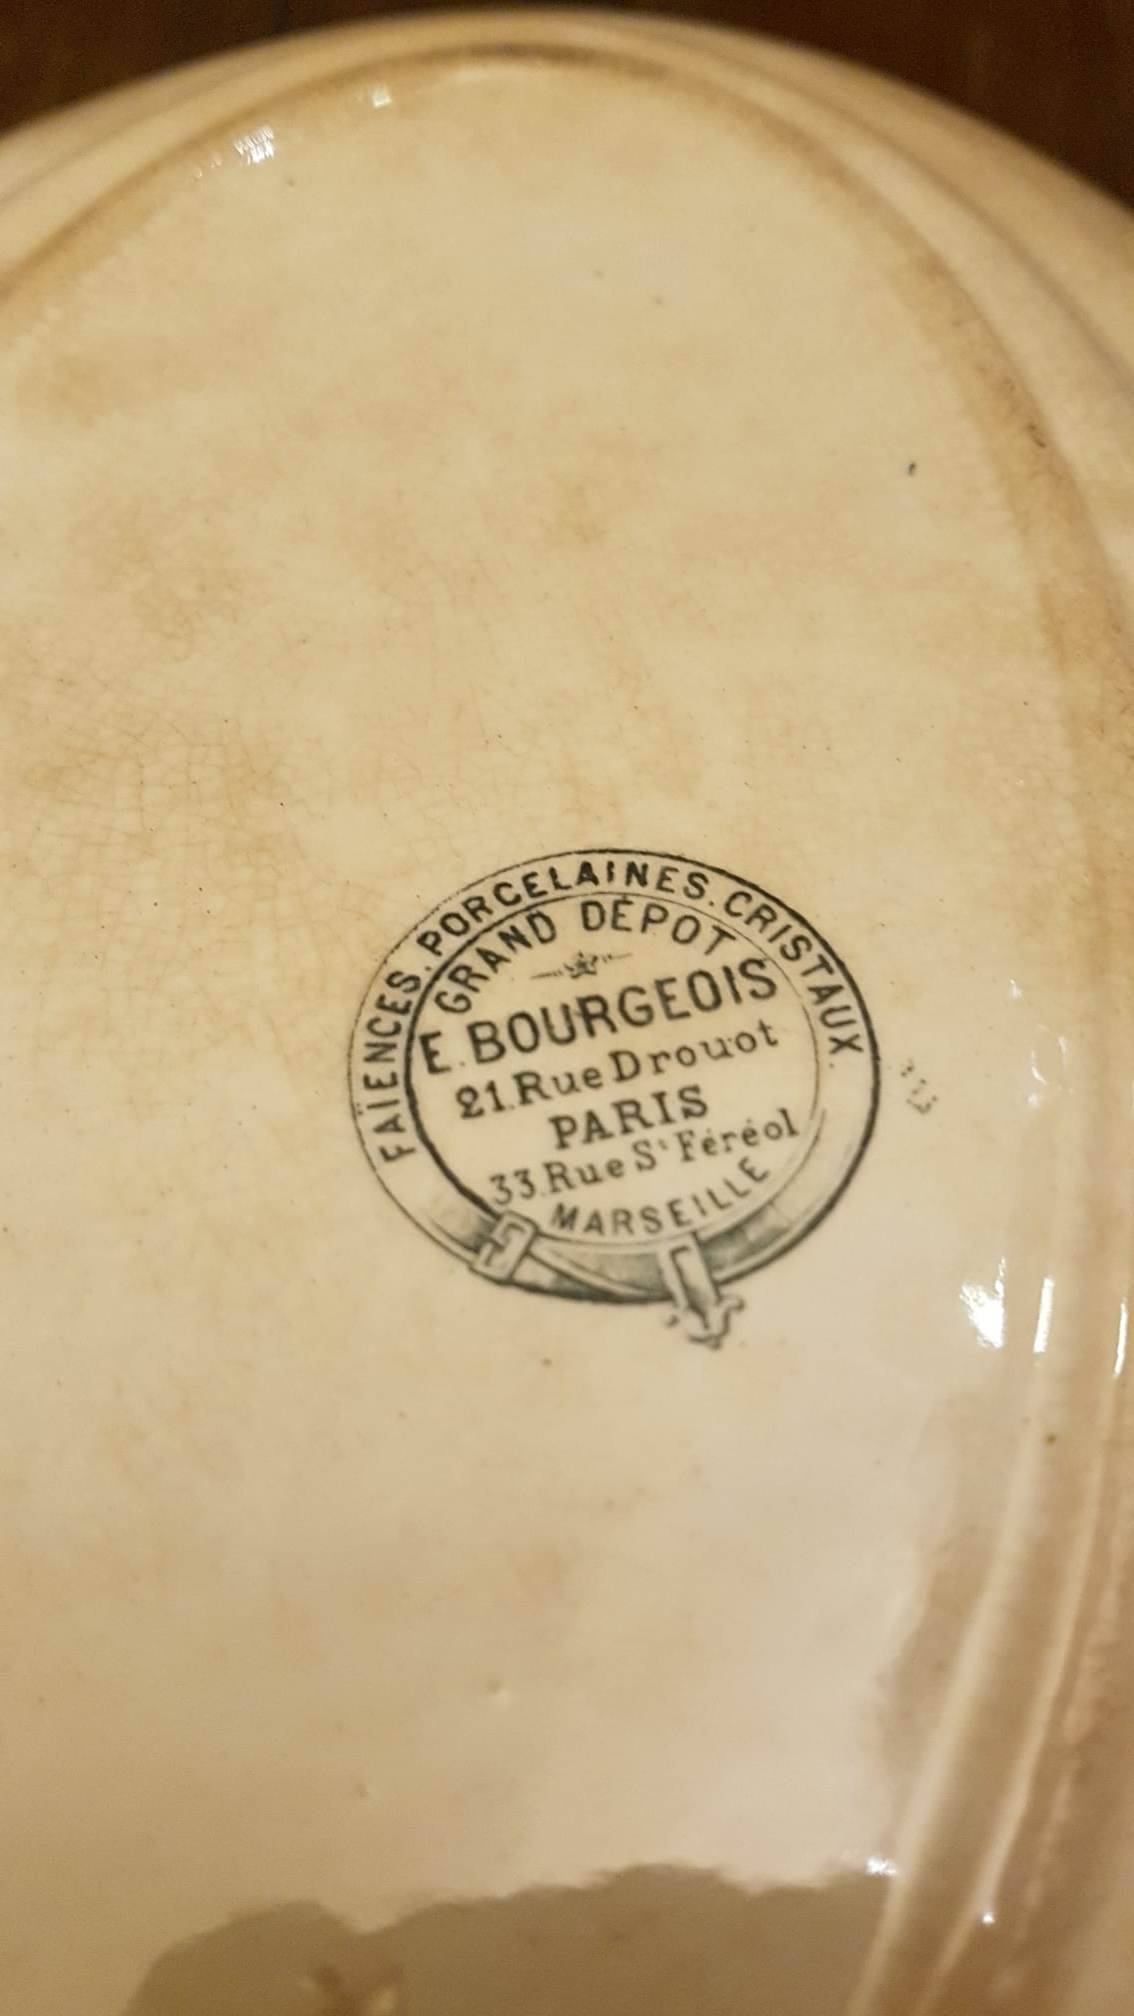 FAÏENCES. PORCELAINES. CRISTAUX.
GRAND DÉPOT
E. BOURGEOIS
21. Rue Drouot
PARIS
33. Rue St Féréol
MARSEILLE